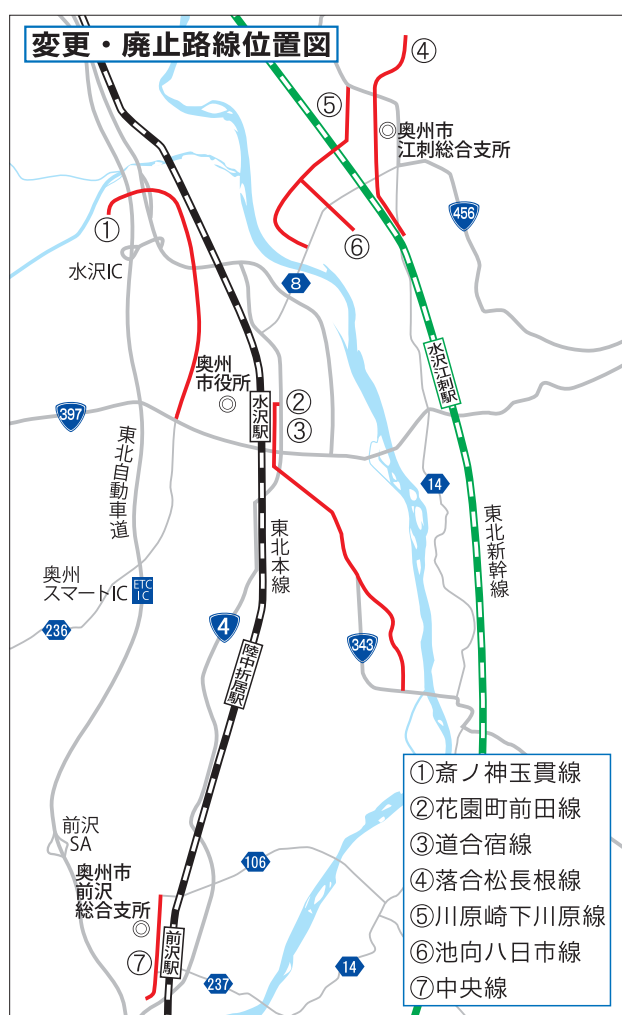 変更・廃止路線位置図
④
⑤
奥州市
江刺総合支所
①
456
⑥
水沢IC
8
奥州
市役所
水沢江刺駅
水沢駅
②
397
③
東北自動車道
14
東北本線
東北新幹線
奥州
スマートIC
ETC
IC
236
4
343
陸中折居駅
前沢
SA
106
奥州市
前沢
総合支所
前沢駅
⑦
237
14
①斎ノ神玉貫線
②花園町前田線
③道合宿線
④落合松長根線
⑤川原崎下川原線
⑥池向八日市線
⑦中央線